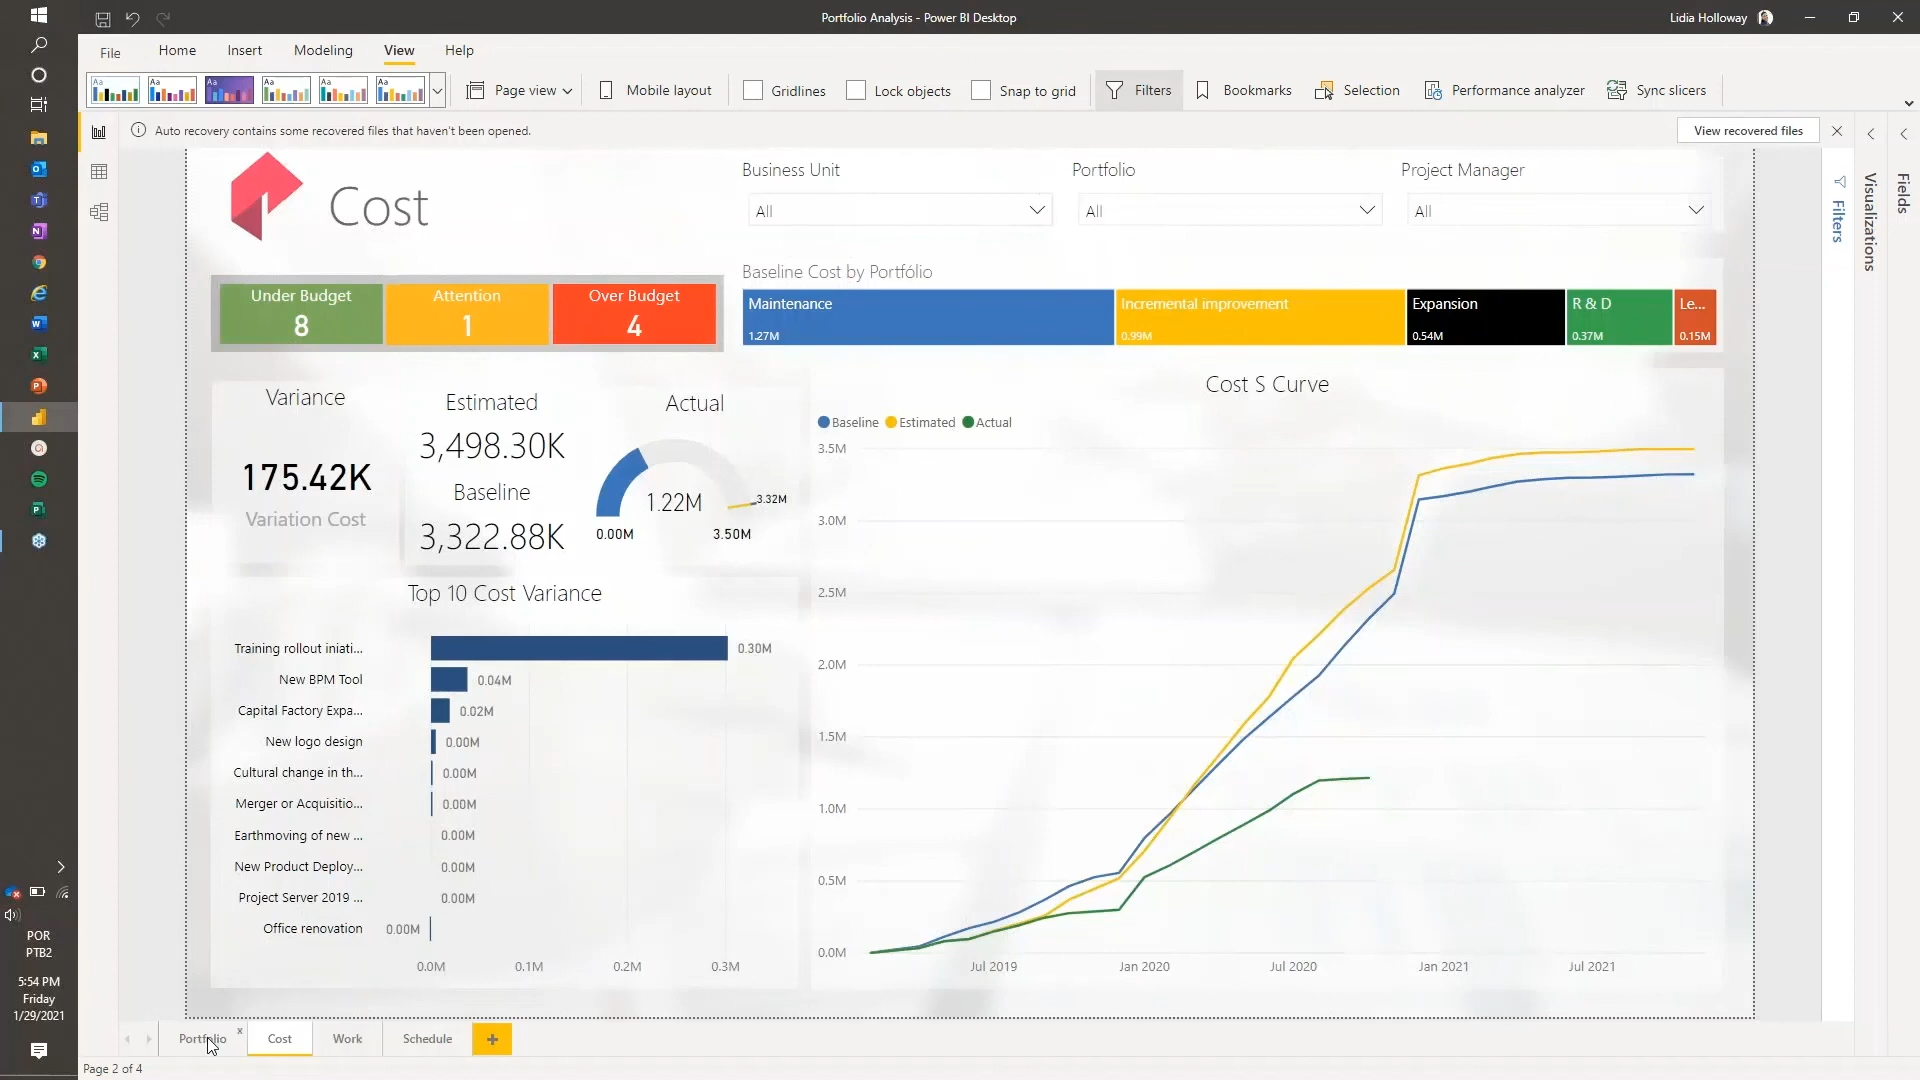 Portfolio Analysis - Power BI Desktop
Lidia Holloway
File
Home
Insert
Modeling
View
Help
Aa Aa Aa Aa Aa Aa
Page view
Mobile layout
Gridlines
Lock objects
Snap to grid
Filters
Bookmarks
Selection
Performance analyzer
Sync slicers
Auto recovery contains some recovered files that haven't been opened.
View recovered files
Cost
Business Unit
All
Portfolio
All
Project Manager
All
Filters
Visualizations
Fields
Under Budget
8
Attention
1
Over Budget
4
Baseline Cost by Portfólio
Maintenance
1.27M
Incremental improvement
0.99M
Expansion
0.54M
R & D
0.37M
Le...
0.15M
Variance
175.42K
Variation Cost
Estimated
3,498.30K
Baseline
3,322.88K
Actual
1.22M
3.32M
0.00M
3.50M
Top 10 Cost Variance
Training rollout iniati... 0.30M
New BPM Tool 0.04M
Capital Factory Expa... 0.02M
New logo design 0.00M
Cultural change in th... 0.00M
Merger or Acquisitio... 0.00M
Earthmoving of new ... 0.00M
New Product Deploy... 0.00M
Project Server 2019 ... 0.00M
Office renovation 0.00M
0.0M 0.1M 0.2M 0.3M
Cost S Curve
Baseline Estimated Actual
3.5M
3.0M
2.5M
2.0M
1.5M
1.0M
0.5M
0.0M
Jul 2019 Jan 2020 Jul 2020 Jan 2021 Jul 2021
POR
PTB2
5:54 PM
Friday
1/29/2021
Portfolio
Cost
Work
Schedule
Page 2 of 4